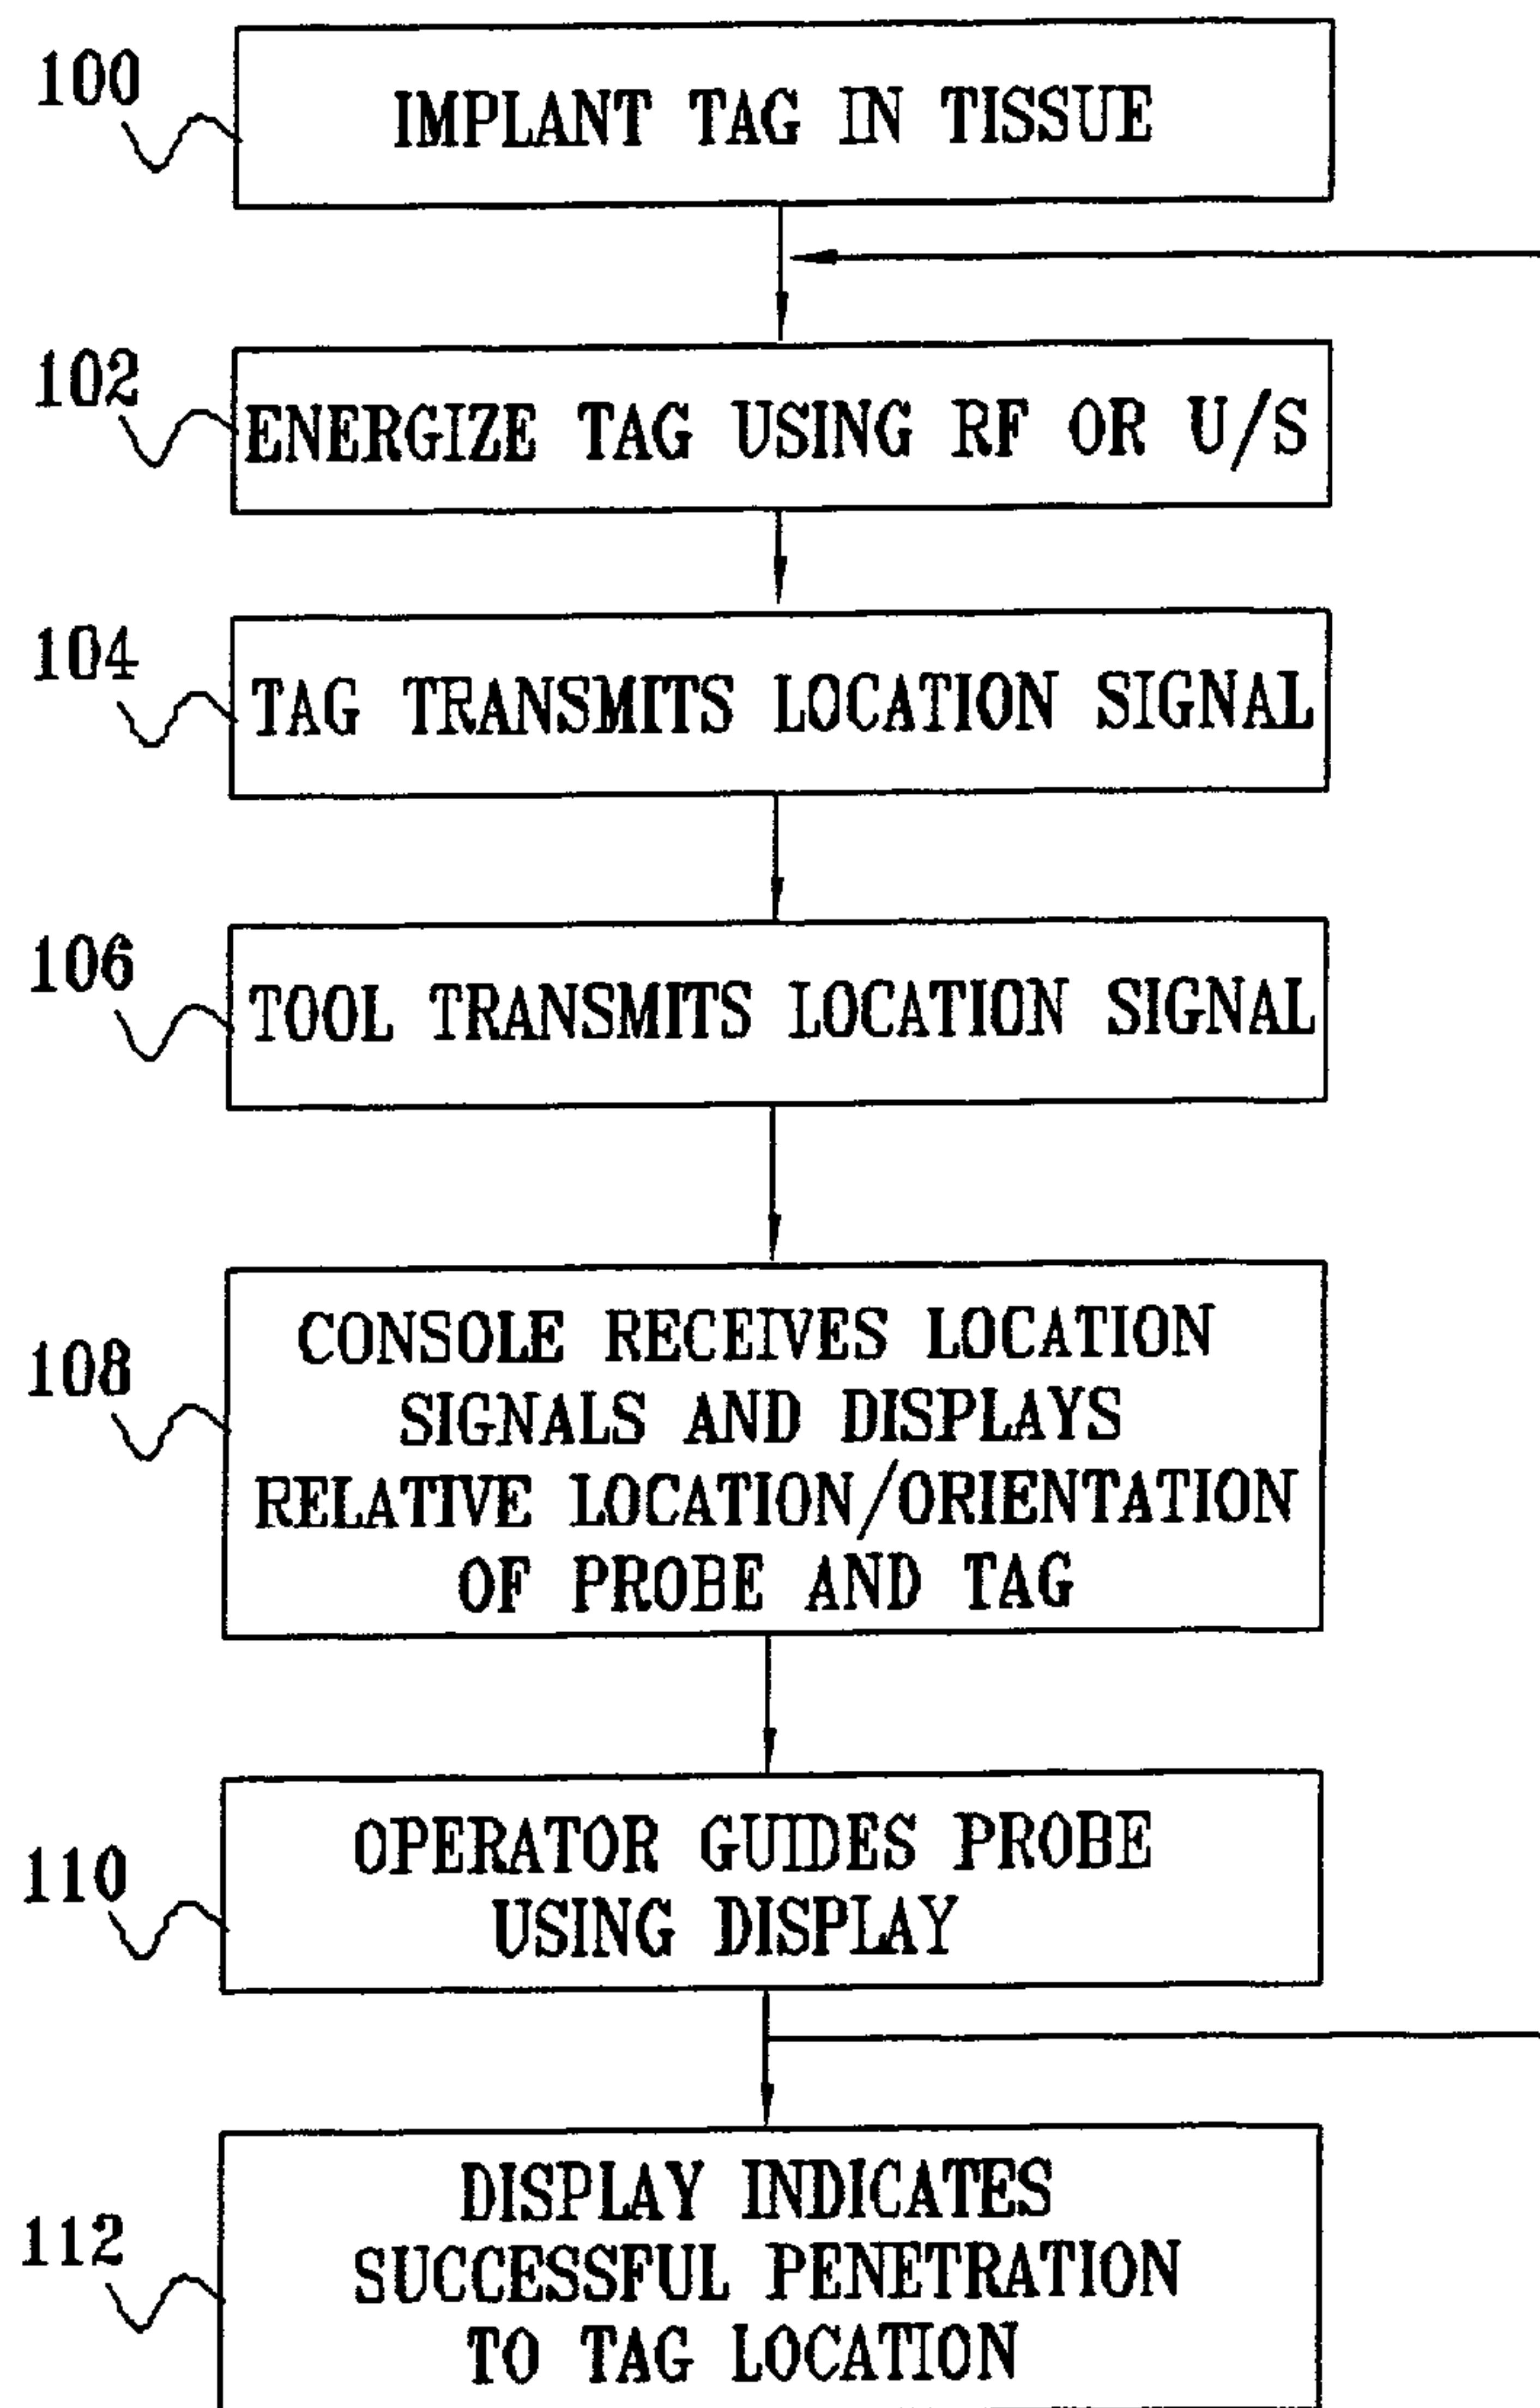 100
IMPLANT TAG IN TISSUE
102
ENERGIZE TAG USING RF OR U/S
104
TAG TRANSMITS LOCATION SIGNAL
106
TOOL TRANSMITS LOCATION SIGNAL
108
CONSOLE RECEIVES LOCATION
SIGNALS AND DISPLAYS
RELATIVE LOCATION/ORIENTATION
OF PROBE AND TAG
110
OPERATOR GUIDES PROBE
USING DISPLAY
112
DISPLAY INDICATES
SUCCESSFUL PENETRATION
TO TAG LOCATION